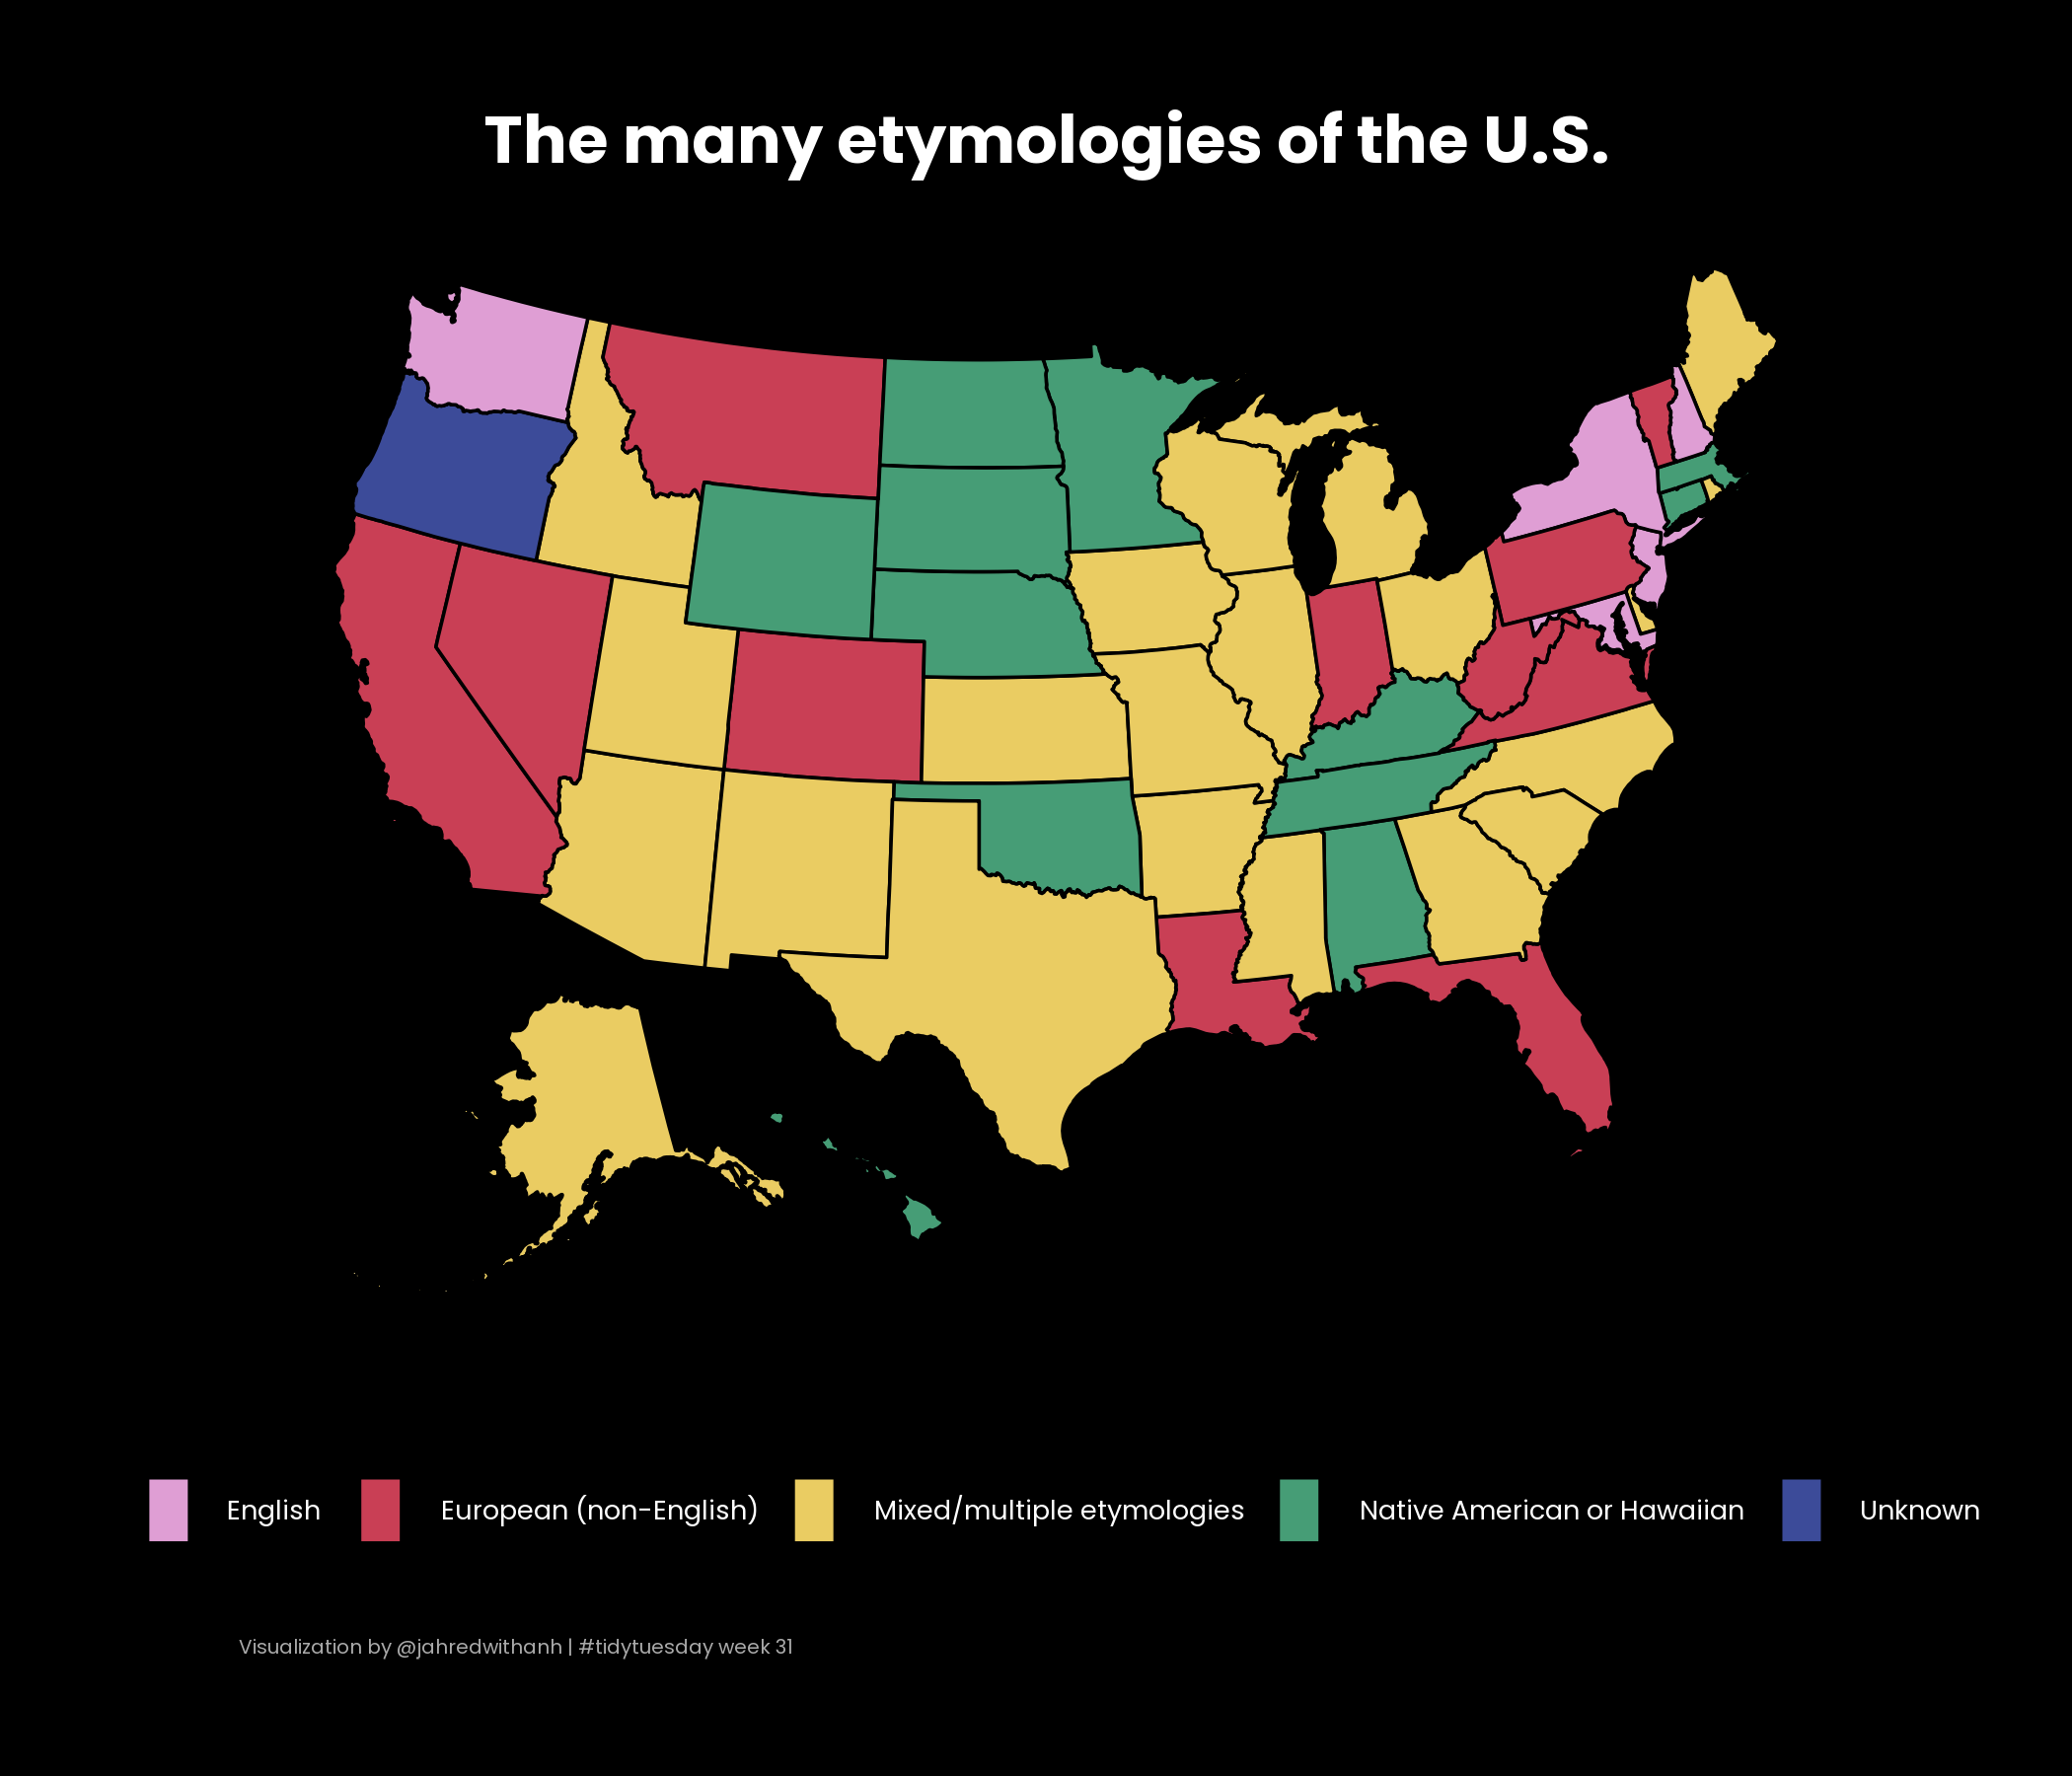 The many etymologies of the U.S.
English
European (non-English)
Mixed/multiple etymologies
Native American or Hawaiian
Unknown
Visualization by @jahredwithanh | #tidytuesday week 31